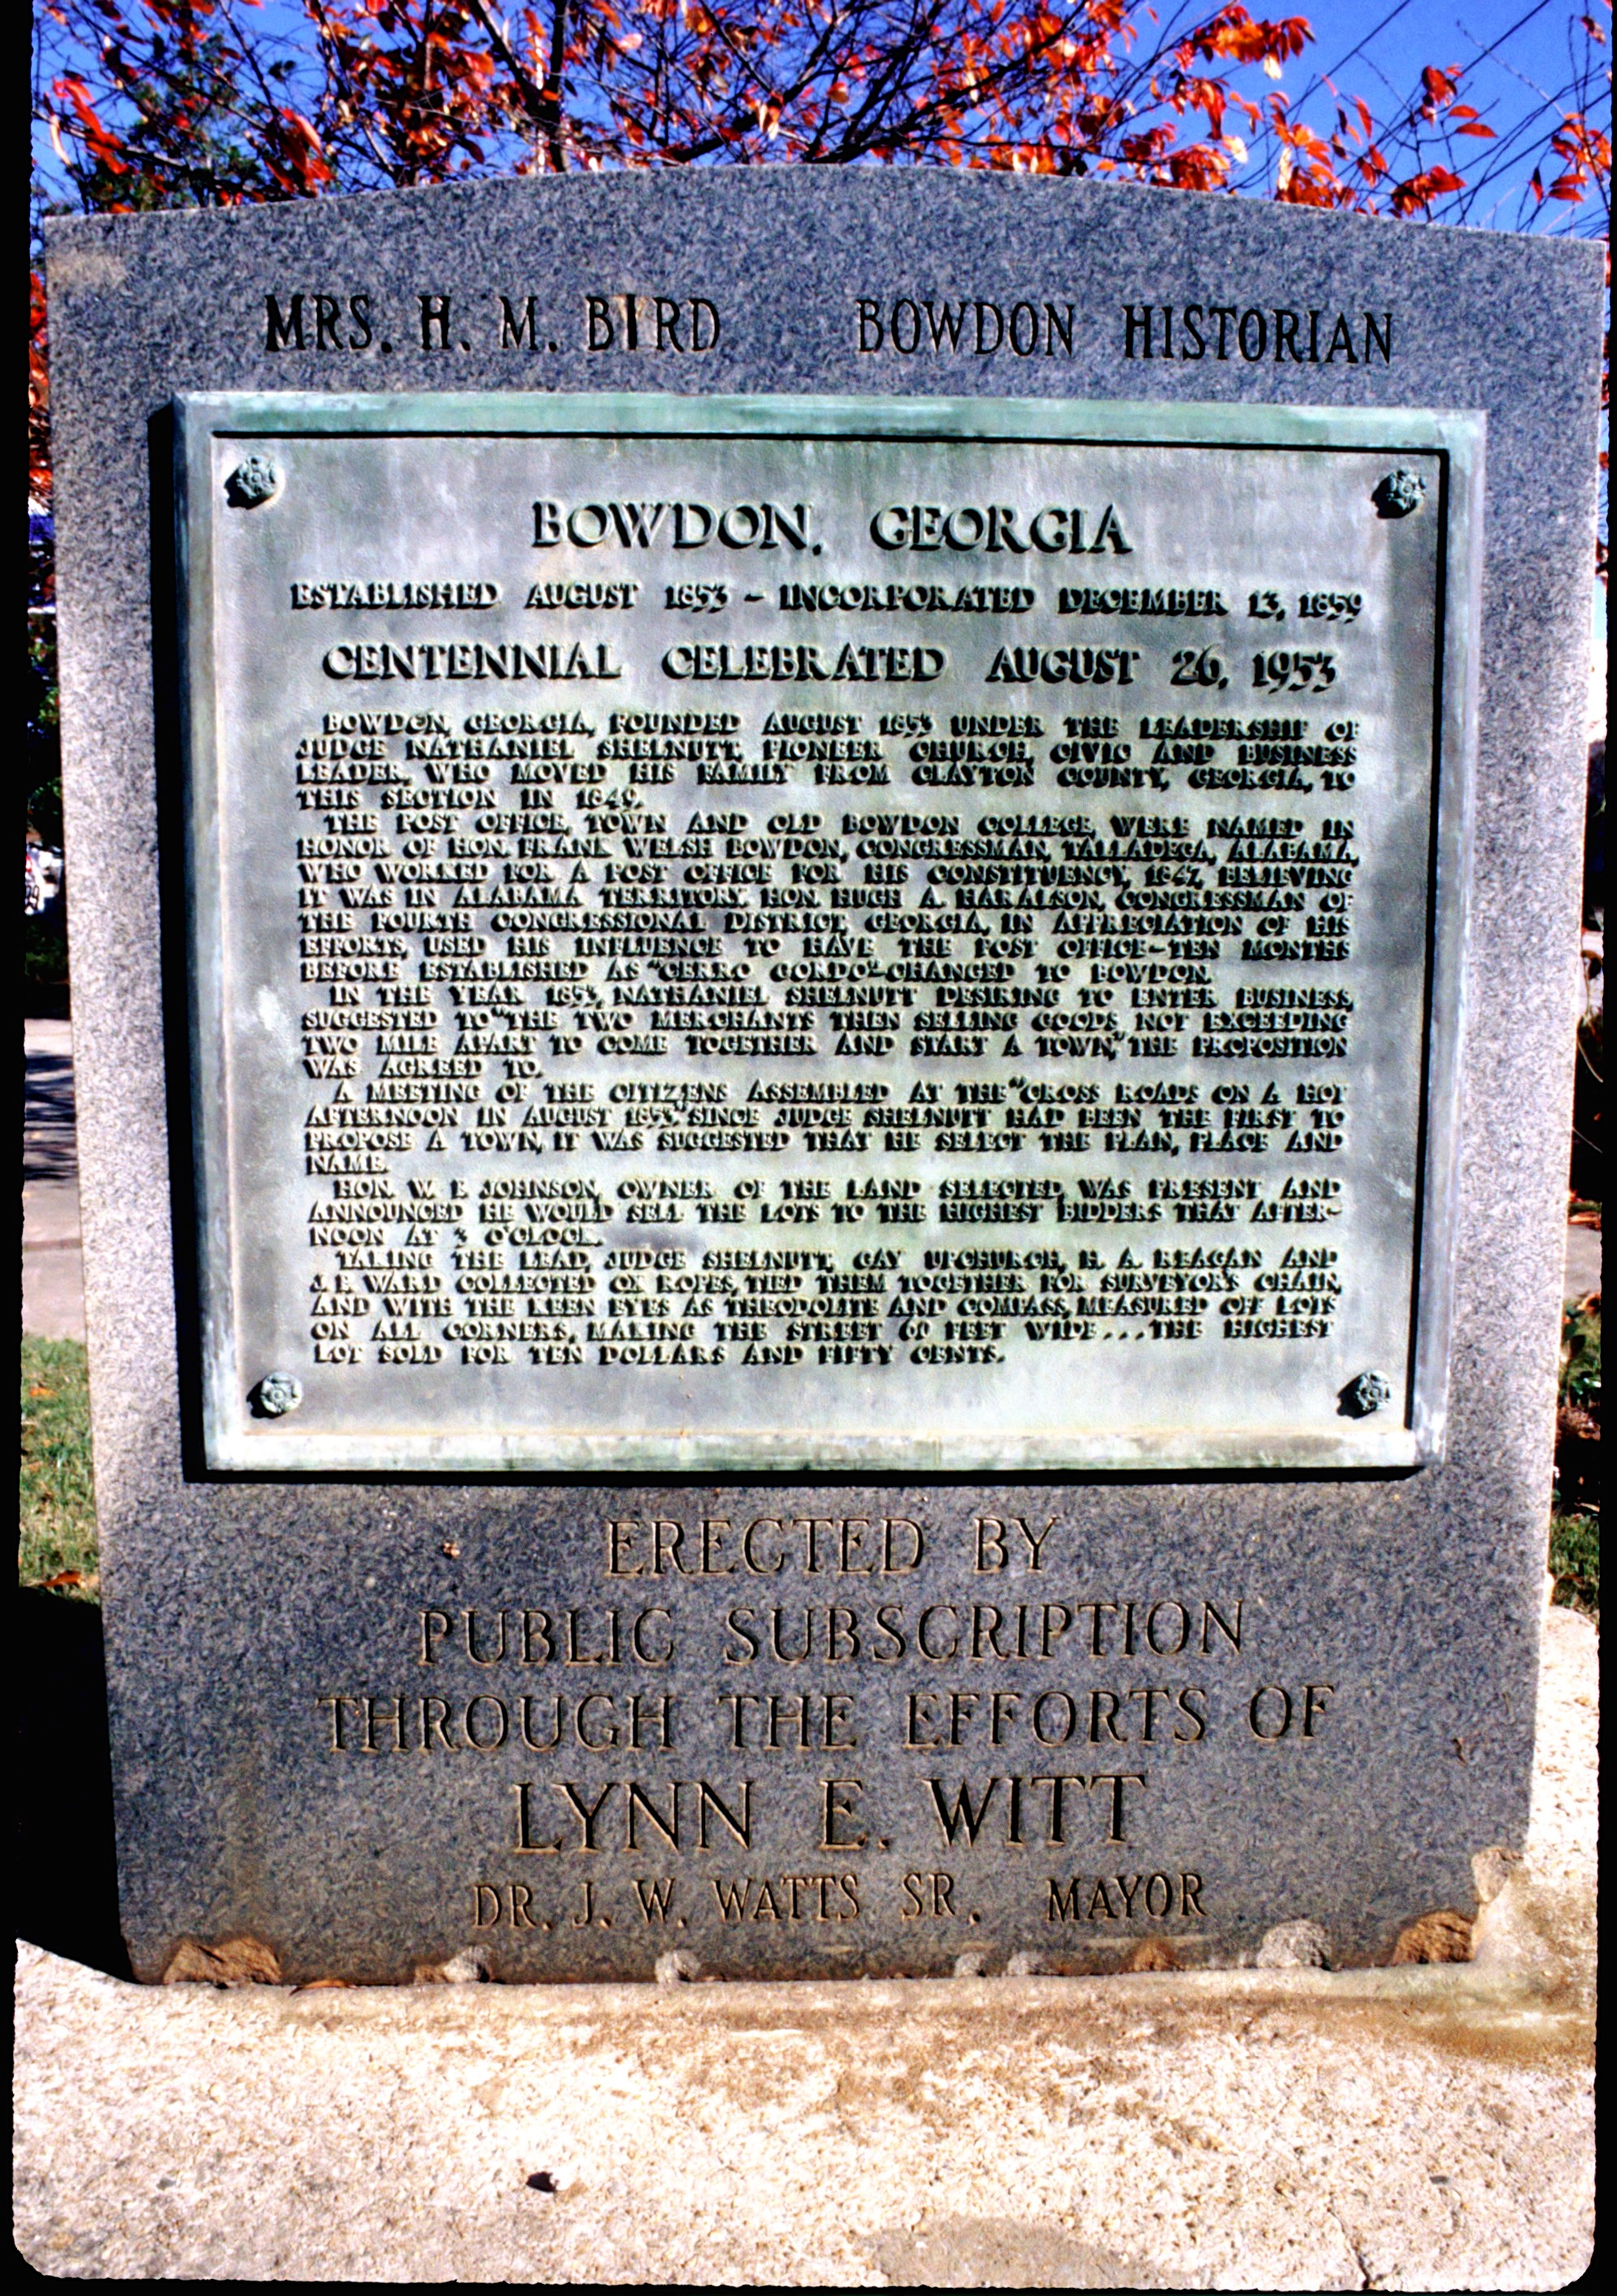 MRS. H. M. BIRD BOWDON HISTORIAN
BOWDON, GEORGIA
ESTABLISHED AUGUST 1853 - INCORPORATED DECEMBER 13, 1859
CENTENNIAL CELEBRATED AUGUST 26, 1953
BOWDON, GEORGIA, FOUNDED AUGUST 1853 UNDER THE LEADERSHIP OF
JUDGE NATHANIEL SHELNUTT, PIONEER CHURCH, CIVIC AND BUSINESS
LEADER, WHO MOVED HIS FAMILY FROM CLAYTON COUNTY, GEORGIA, TO
THIS SECTION IN 1849.
THE POST OFFICE, TOWN AND OLD BOWDON COLLEGE, WERE NAMED IN
HONOR OF HON. FRANK WELSH BOWDON, CONGRESSMAN, TALLADEGA, ALABAMA,
WHO WORKED FOR A POST OFFICE FOR HIS CONSTITUENCY, 1847, BELIEVING
IT WAS IN ALABAMA TERRITORY. HON. HUGH A. HARALSON, CONGRESSMAN OF
THE FOURTH CONGRESSIONAL DISTRICT, GEORGIA, IN APPRECIATION OF HIS
EFFORTS, USED HIS INFLUENCE TO HAVE THE POST OFFICE-TEN MONTHS
BEFORE ESTABLISHED AS "CERRO GORDO"-CHANGED TO BOWDON.
IN THE YEAR 1853, NATHANIEL SHELNUTT DESIRING TO ENTER BUSINESS,
SUGGESTED TO "THE TWO MERCHANTS THEN SELLING GOODS, NOT EXCEEDING
TWO MILE APART TO COME TOGETHER AND START A TOWN," THE PROPOSITION
WAS AGREED TO.
A MEETING OF THE CITIZENS ASSEMBLED AT THE "CROSS ROADS ON A HOT
AFTERNOON IN AUGUST 1853." SINCE JUDGE SHELNUTT HAD BEEN THE FIRST TO
PROPOSE A TOWN, IT WAS SUGGESTED THAT HE SELECT THE PLAN, PLACE AND
NAME.
HON. W. P. JOHNSON, OWNER OF THE LAND SELECTED, WAS PRESENT AND
ANNOUNCED HE WOULD SELL THE LOTS TO THE HIGHEST BIDDERS THAT AFTER-
NOON AT 3 O'CLOCK.
TAKING THE LEAD, JUDGE SHELNUTT, GAY UPCHURCH, H. A. REAGAN AND
J. P. WARD COLLECTED OX ROPES, TIED THEM TOGETHER FOR SURVEYOR'S CHAIN,
AND WITH THE KEEN EYES AS THEODOLITE AND COMPASS, MEASURED OFF LOTS
ON ALL CORNERS, MAKING THE STREET 60 FEET WIDE... THE HIGHEST
LOT SOLD FOR TEN DOLLARS AND FIFTY CENTS.
ERECTED BY
PUBLIC SUBSCRIPTION
THROUGH THE EFFORTS OF
LYNN E. WITT
DR. J. W. WATTS SR. MAYOR